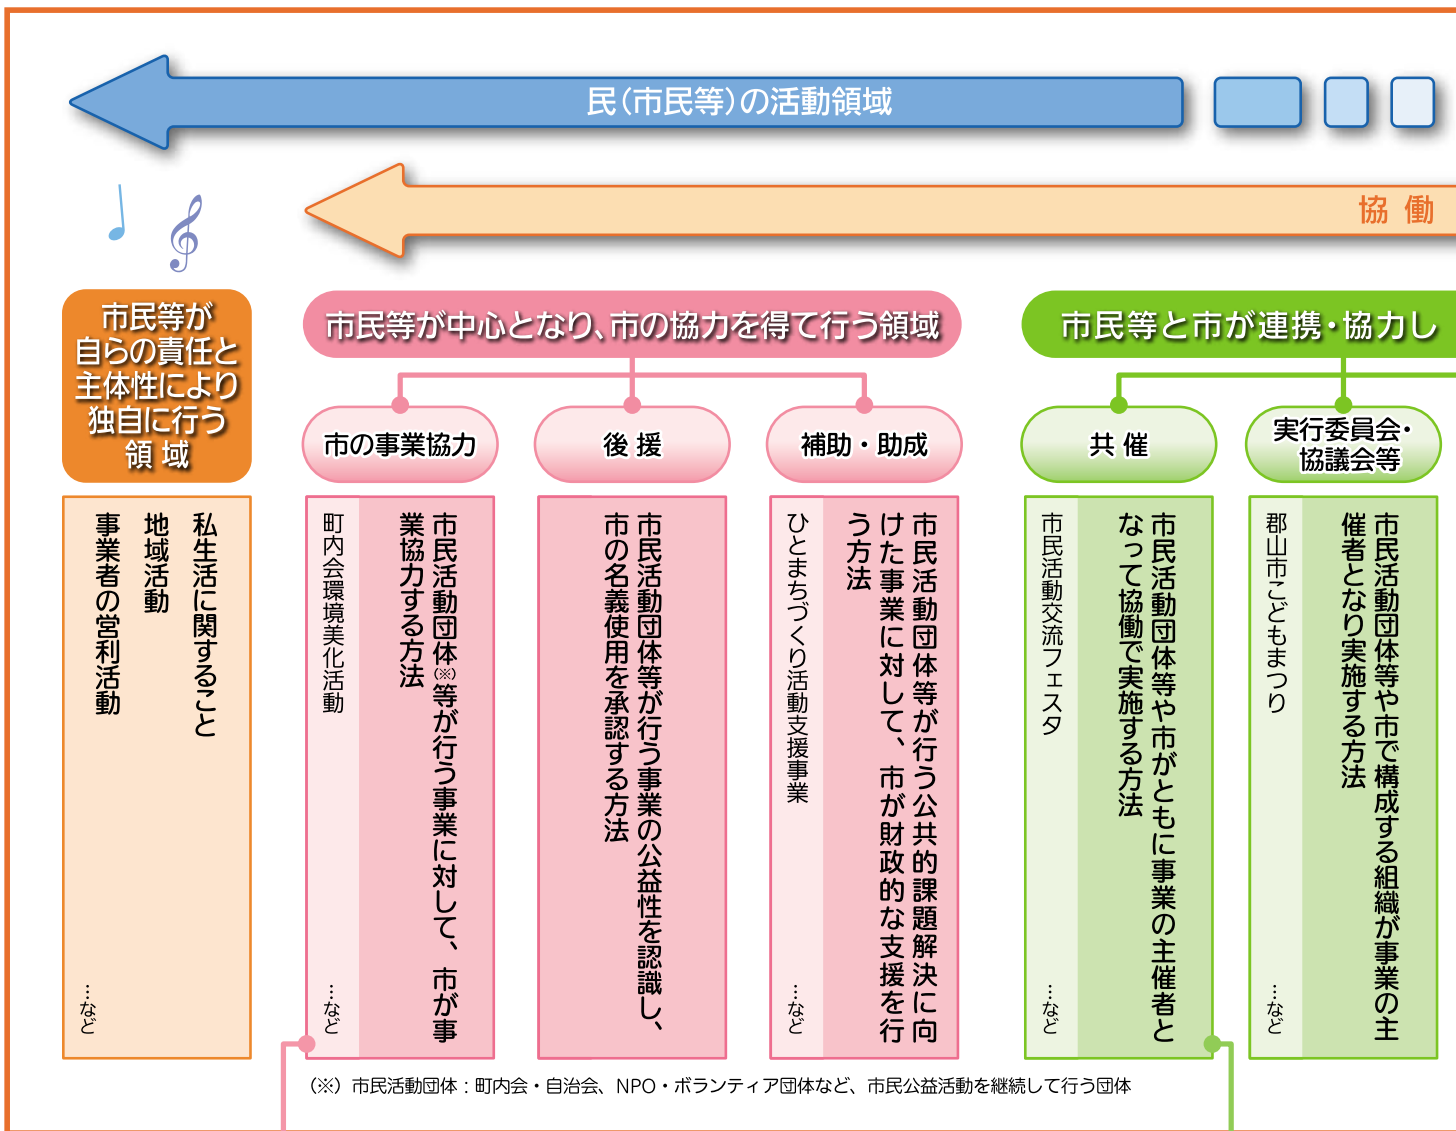 民(市民等)の活動領域
協 働
市民等が
自らの責任と
主体性により
独自に行う
領 域
私生活に関すること
地域活動
事業者の営利活動
…など
市民等が中心となり、市の協力を得て行う領域
市の事業協力
市民活動団体(※)等が行う事業に対して、市が事
業協力する方法
町内会環境美化活動
…など
後 援
市民活動団体等が行う事業の公益性を認識し、
市の名義使用を承認する方法
補助・助成
市民活動団体等が行う公共的課題解決に向
けた事業に対して、市が財政的な支援を行
う方法
ひとまちづくり活動支援事業
…など
市民等と市が連携・協力し
共 催
市民活動団体等や市がともに事業の主催者と
なって協働で実施する方法
市民活動交流フェスタ
…など
実行委員会・
協議会等
市民活動団体等や市で構成する組織が事業の主
催者となり実施する方法
郡山市こどもまつり
…など
(※)市民活動団体:町内会・自治会、NPO・ボランティア団体など、市民公益活動を継続して行う団体